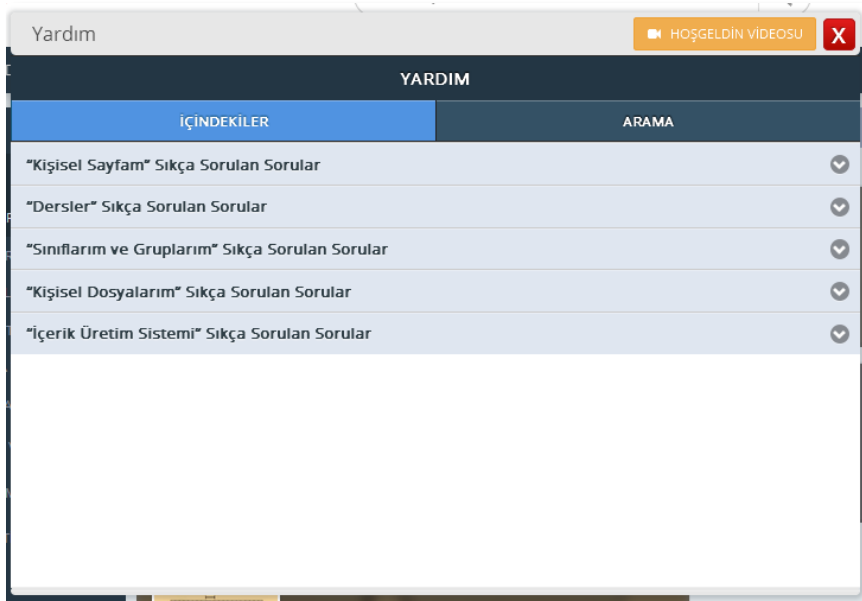 Yardım
HOŞGELDİN VİDEOSU
X
YARDIM
İÇİNDEKİLER
ARAMA
“Kişisel Sayfam” Sıkça Sorulan Sorular
“Dersler” Sıkça Sorulan Sorular
“Sınıflarım ve Gruplarım” Sıkça Sorulan Sorular
“Kişisel Dosyalarım” Sıkça Sorulan Sorular
“İçerik Üretim Sistemi” Sıkça Sorulan Sorular